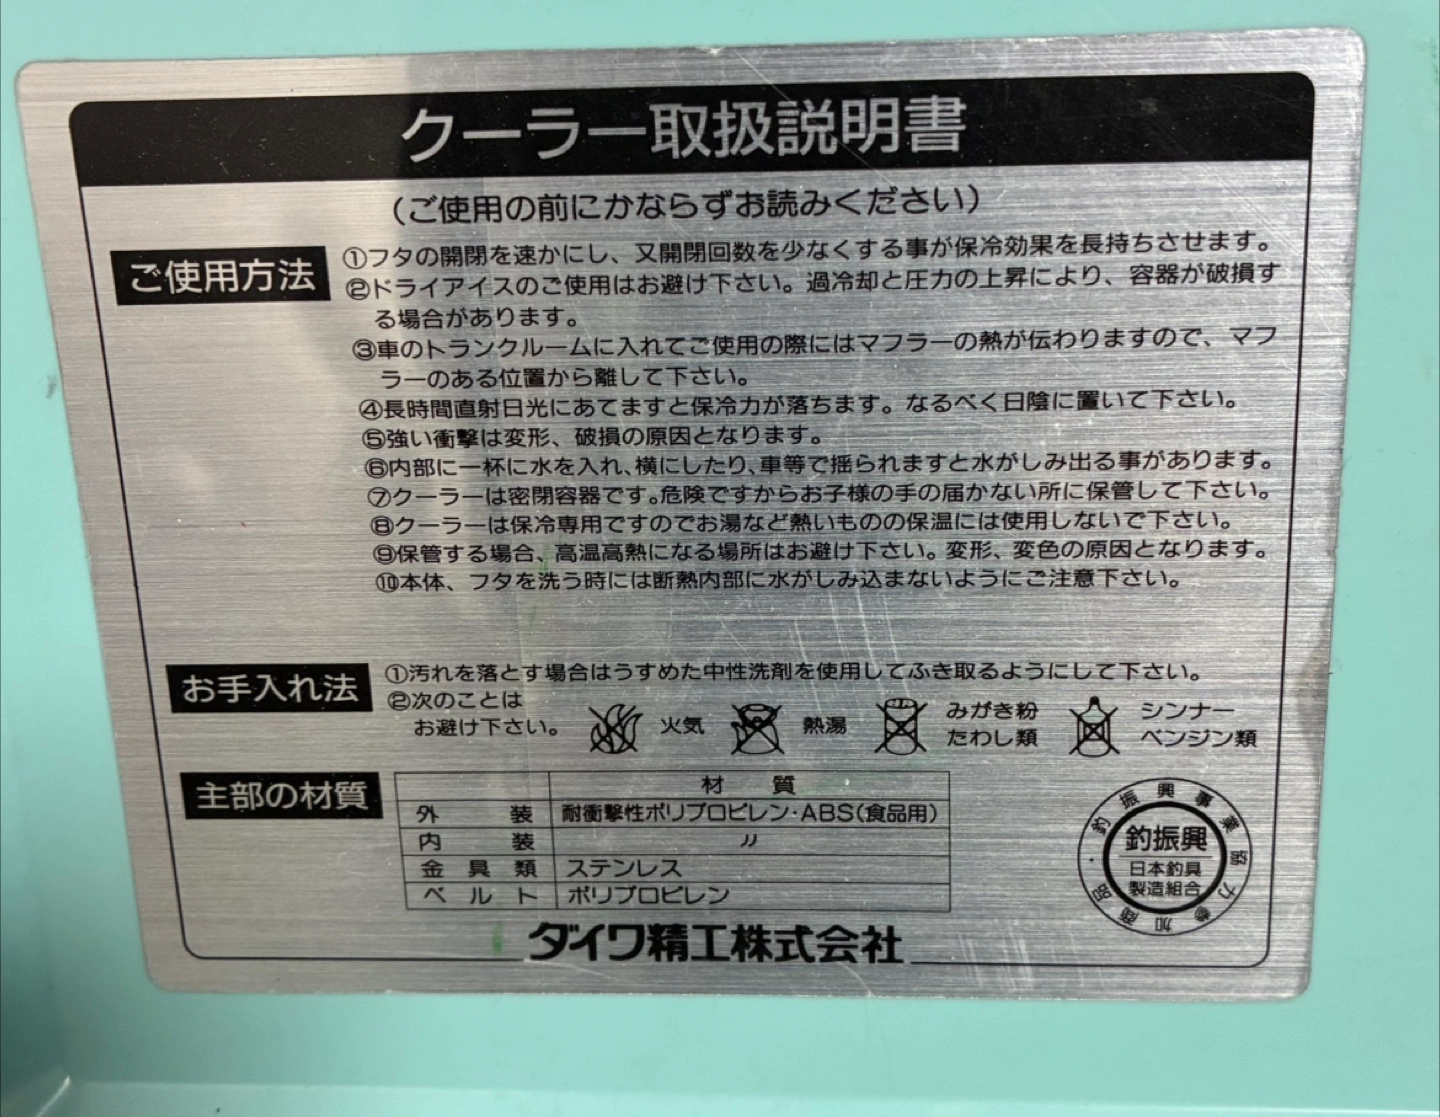 クーラー取扱説明書
(ご使用の前にかならずお読みください)
ご使用方法
①フタの開閉を速かにし、又開閉回数を少なくする事が保冷効果を長持ちさせます。
②ドライアイスのご使用はお避け下さい。過冷却と圧力の上昇により、容器が破損す
る場合があります。
③車のトランクルームに入れてご使用の際にはマフラーの熱が伝わりますので、マフ
ラーのある位置から離して下さい。
④長時間直射日光にあてますと保冷力が落ちます。なるべく日陰に置いて下さい。
⑤強い衝撃は変形、破損の原因となります。
⑥内部に一杯に水を入れ、横にしたり、車等で揺られますと水がしみ出る事があります。
⑦クーラーは密閉容器です。危険ですからお子様の手の届かない所に保管して下さい。
⑧クーラーは保冷専用ですのでお湯など熱いものの保温には使用しないで下さい。
⑨保管する場合、高温高熱になる場所はお避け下さい。変形、変色の原因となります。
⑩本体、フタを洗う時には断熱内部に水がしみ込まないようにご注意下さい。
お手入れ法
①汚れを落とす場合はうすめた中性洗剤を使用してふき取るようにして下さい。
②次のことは
お避け下さい。
火気
熱湯
みがき粉
たわし類
シンナー
ベンジン類
主部の材質
材 質
外 装 耐衝撃性ポリプロピレン・ABS(食品用)
内 装 〃
金 具 類 ステンレス
ベ ル ト ポリプロピレン
釣振興事業協力参加商品・
釣振興
日本釣具
製造組合
ダイワ精工株式会社